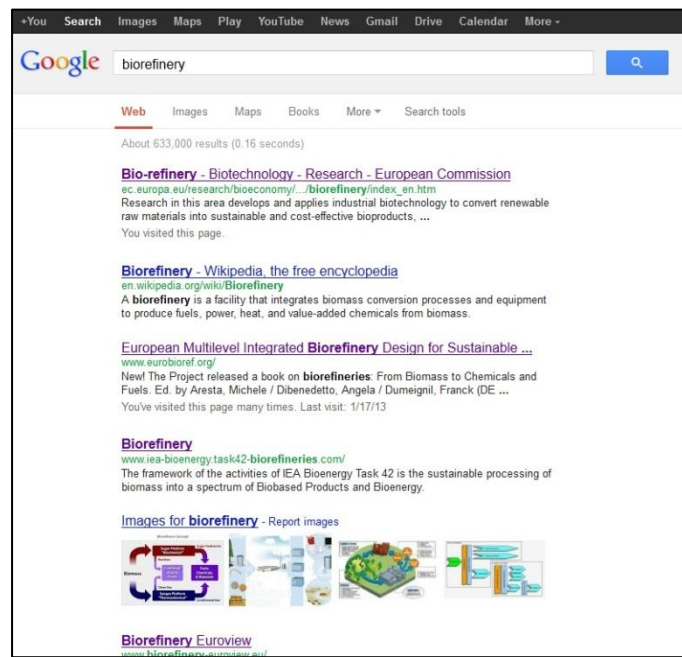 +You Search Images Maps Play YouTube News Gmail Drive Calendar More
Google biorefinery
Web Images Maps Books More Search tools
About 633,000 results (0.16 seconds)
Bio-refinery - Biotechnology - Research - European Commission
ec.europa.eu/research/bioeconomy/.../biorefinery/index_en.htm
Research in this area develops and applies industrial biotechnology to convert renewable
raw materials into sustainable and cost-effective bioproducts, ...
You visited this page.
Biorefinery - Wikipedia, the free encyclopedia
en.wikipedia.org/wiki/Biorefinery
A biorefinery is a facility that integrates biomass conversion processes and equipment
to produce fuels, power, heat, and value-added chemicals from biomass.
European Multilevel Integrated Biorefinery Design for Sustainable ...
www.eurobioref.org/
New! The Project released a book on biorefineries: From Biomass to Chemicals and
Fuels. Ed. by Aresta, Michele / Dibenedetto, Angela / Dumeignil, Franck (DE ...
You've visited this page many times. Last visit: 1/17/13
Biorefinery
www.iea-bioenergy.task42-biorefineries.com/
The framework of the activities of IEA Bioenergy Task 42 is the sustainable processing of
biomass into a spectrum of Biobased Products and Bioenergy.
Images for biorefinery - Report images
Biomass
Biorefinery Euroview
www.biorefinery-euroview.eu/